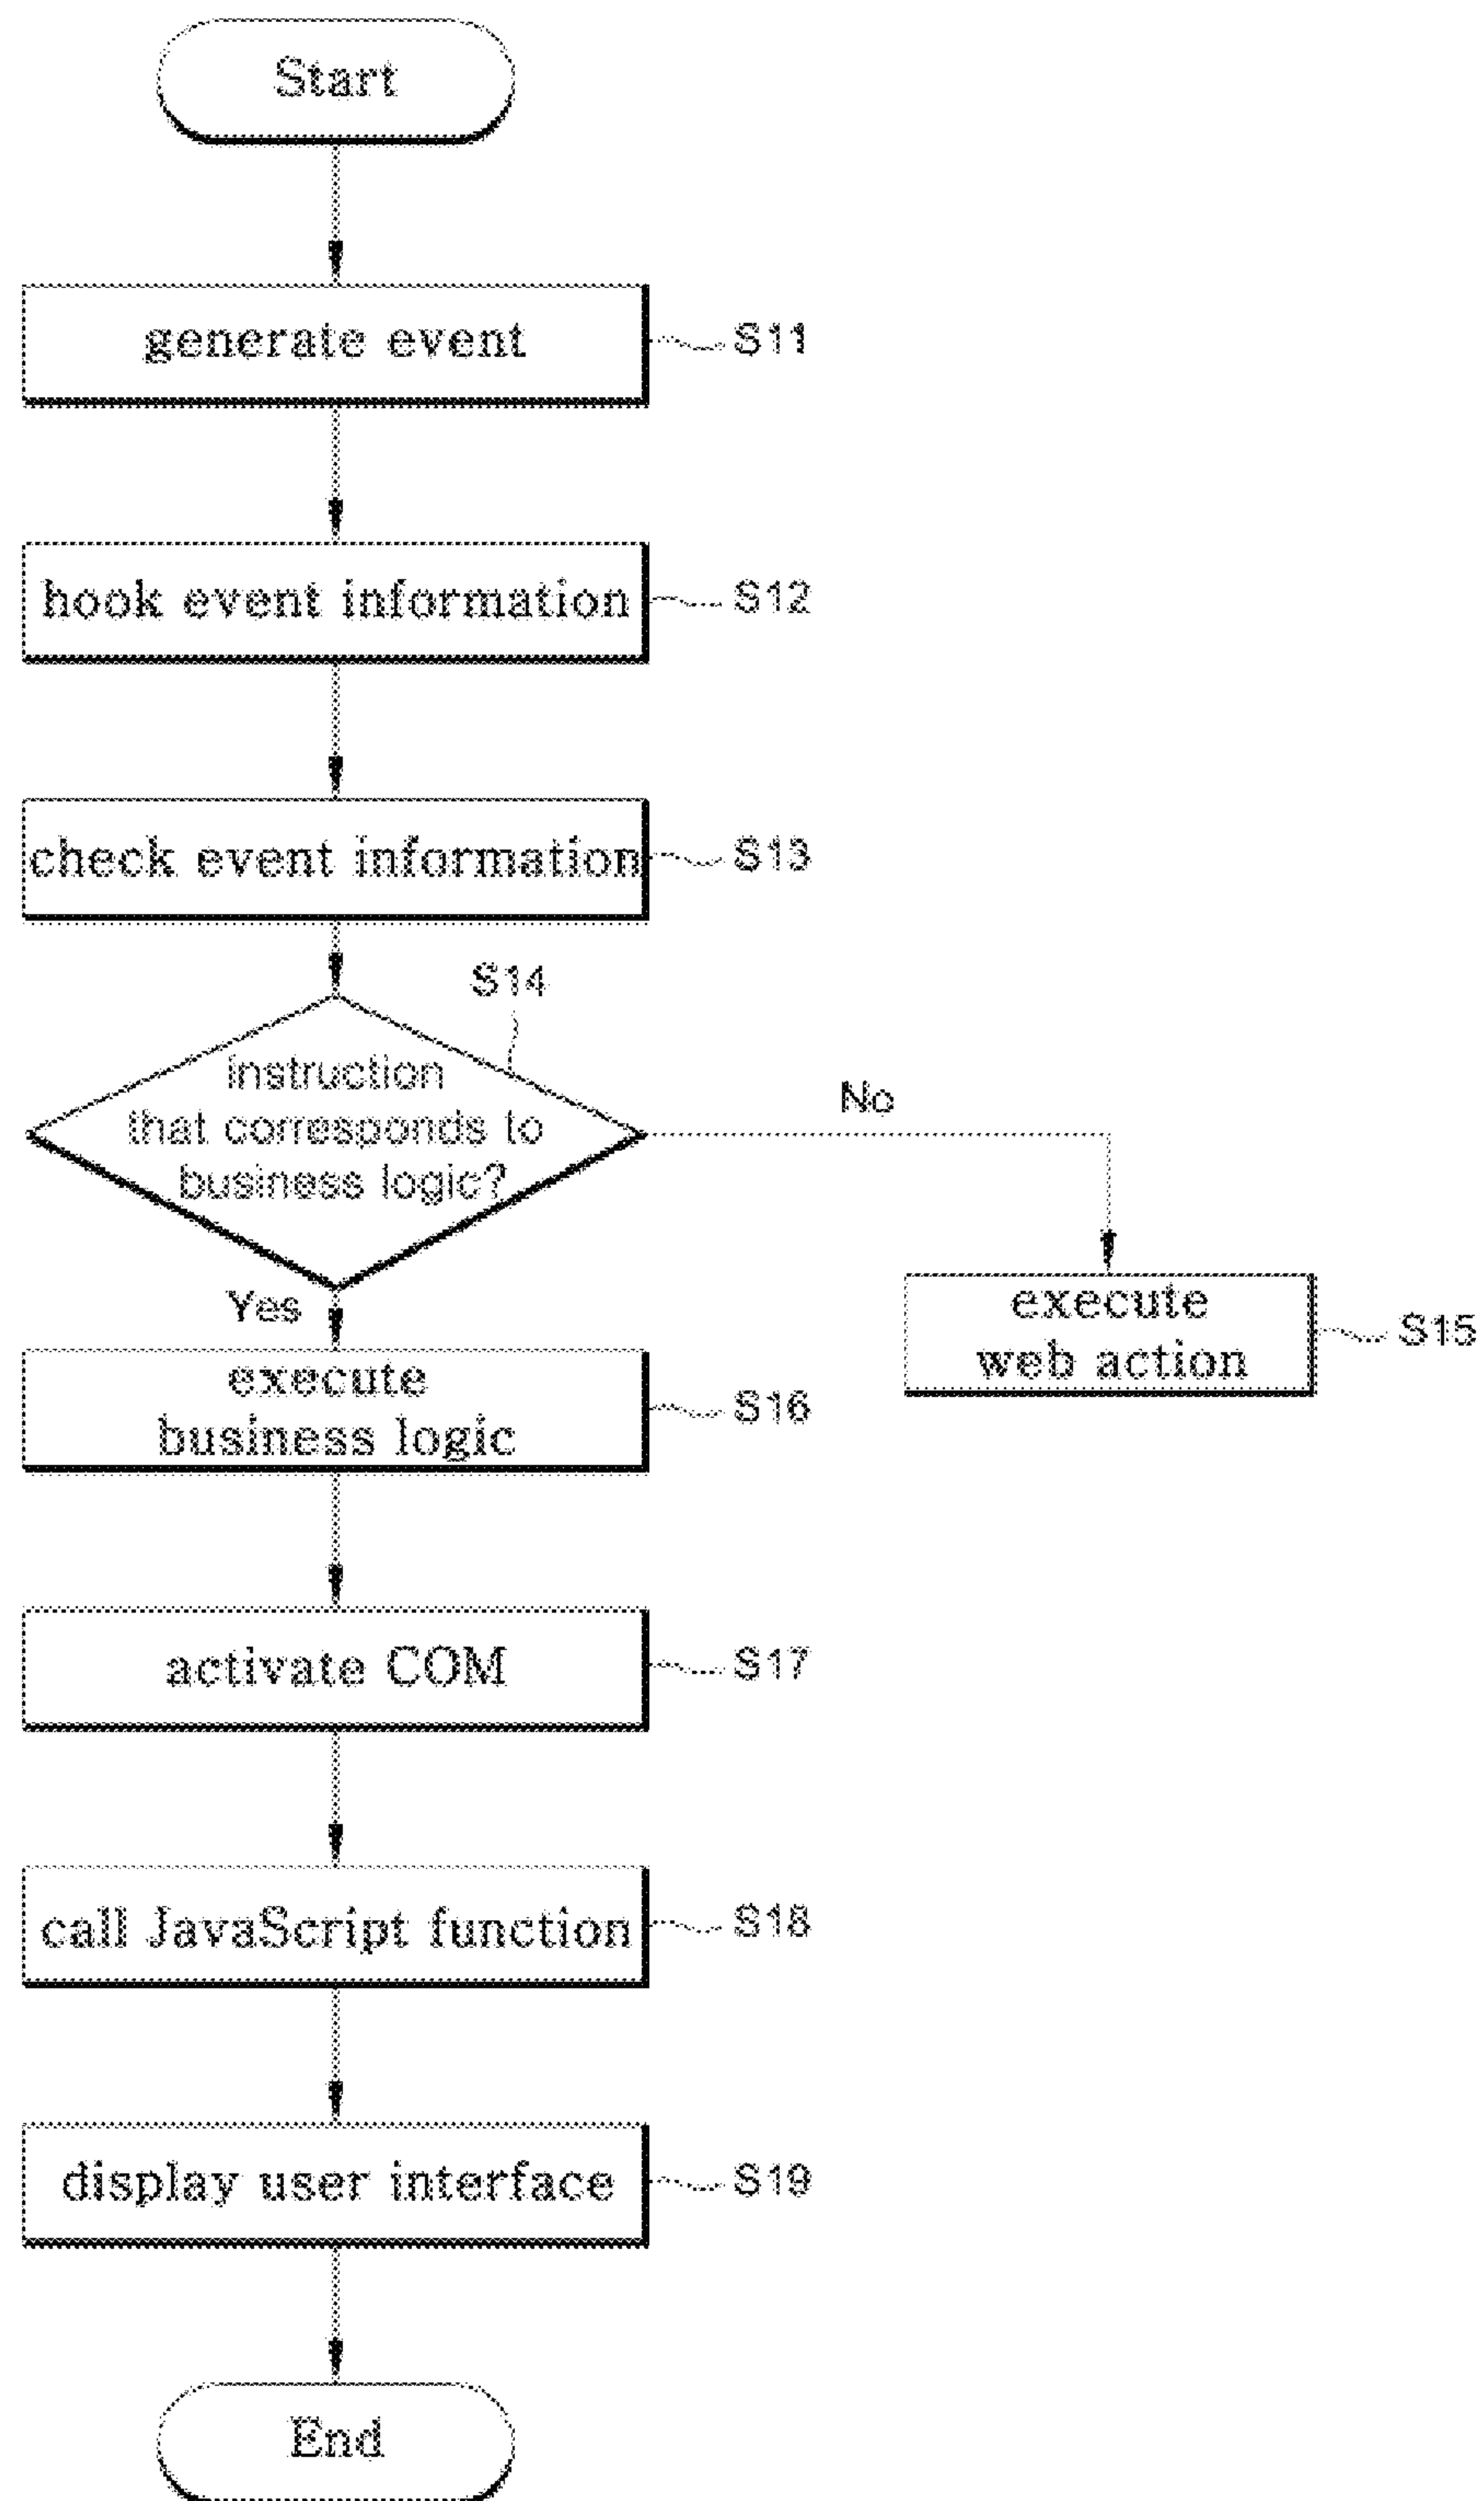 Start
generate event
S11
hook event information
S12
check event information
S13
S14
instruction
that corresponds to
business logic?
No
Yes
execute
web action
S15
execute
business logic
S16
activate COM
S17
call JavaScript function
S18
display user interface
S19
End